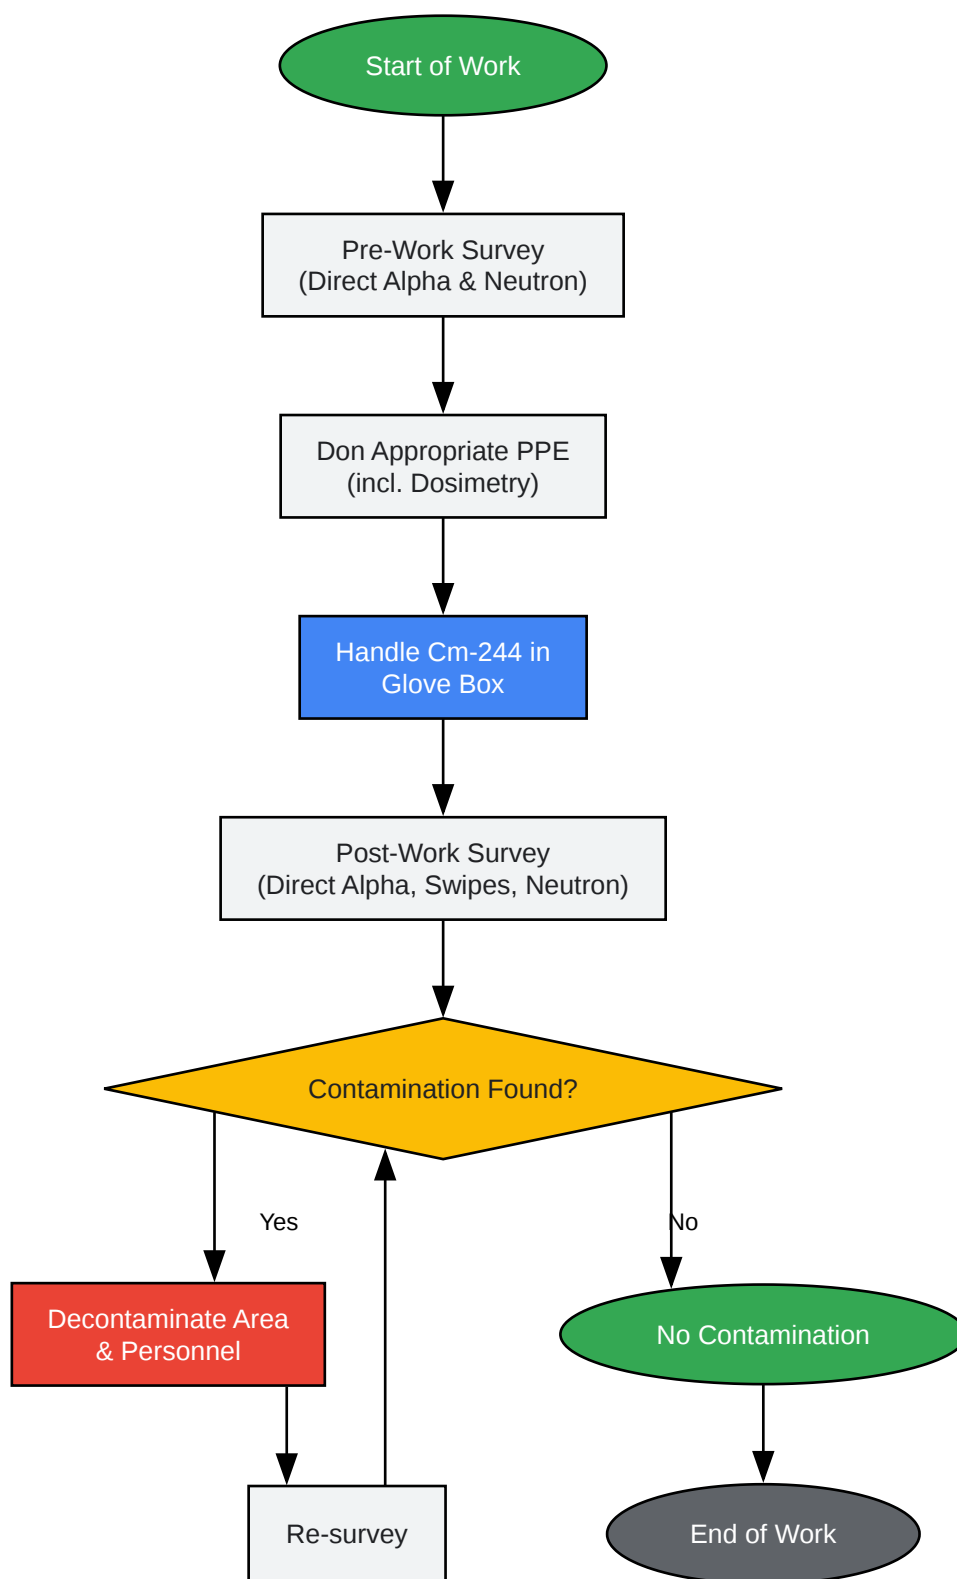 Start of Work
Pre-Work Survey
(Direct Alpha & Neutron)
Don Appropriate PPE
(incl. Dosimetry)
Handle Cm-244 in
Glove Box
Post-Work Survey
(Direct Alpha, Swipes, Neutron)
Contamination Found?
Yes
No
Decontaminate Area
& Personnel
No Contamination
Re-survey
End of Work